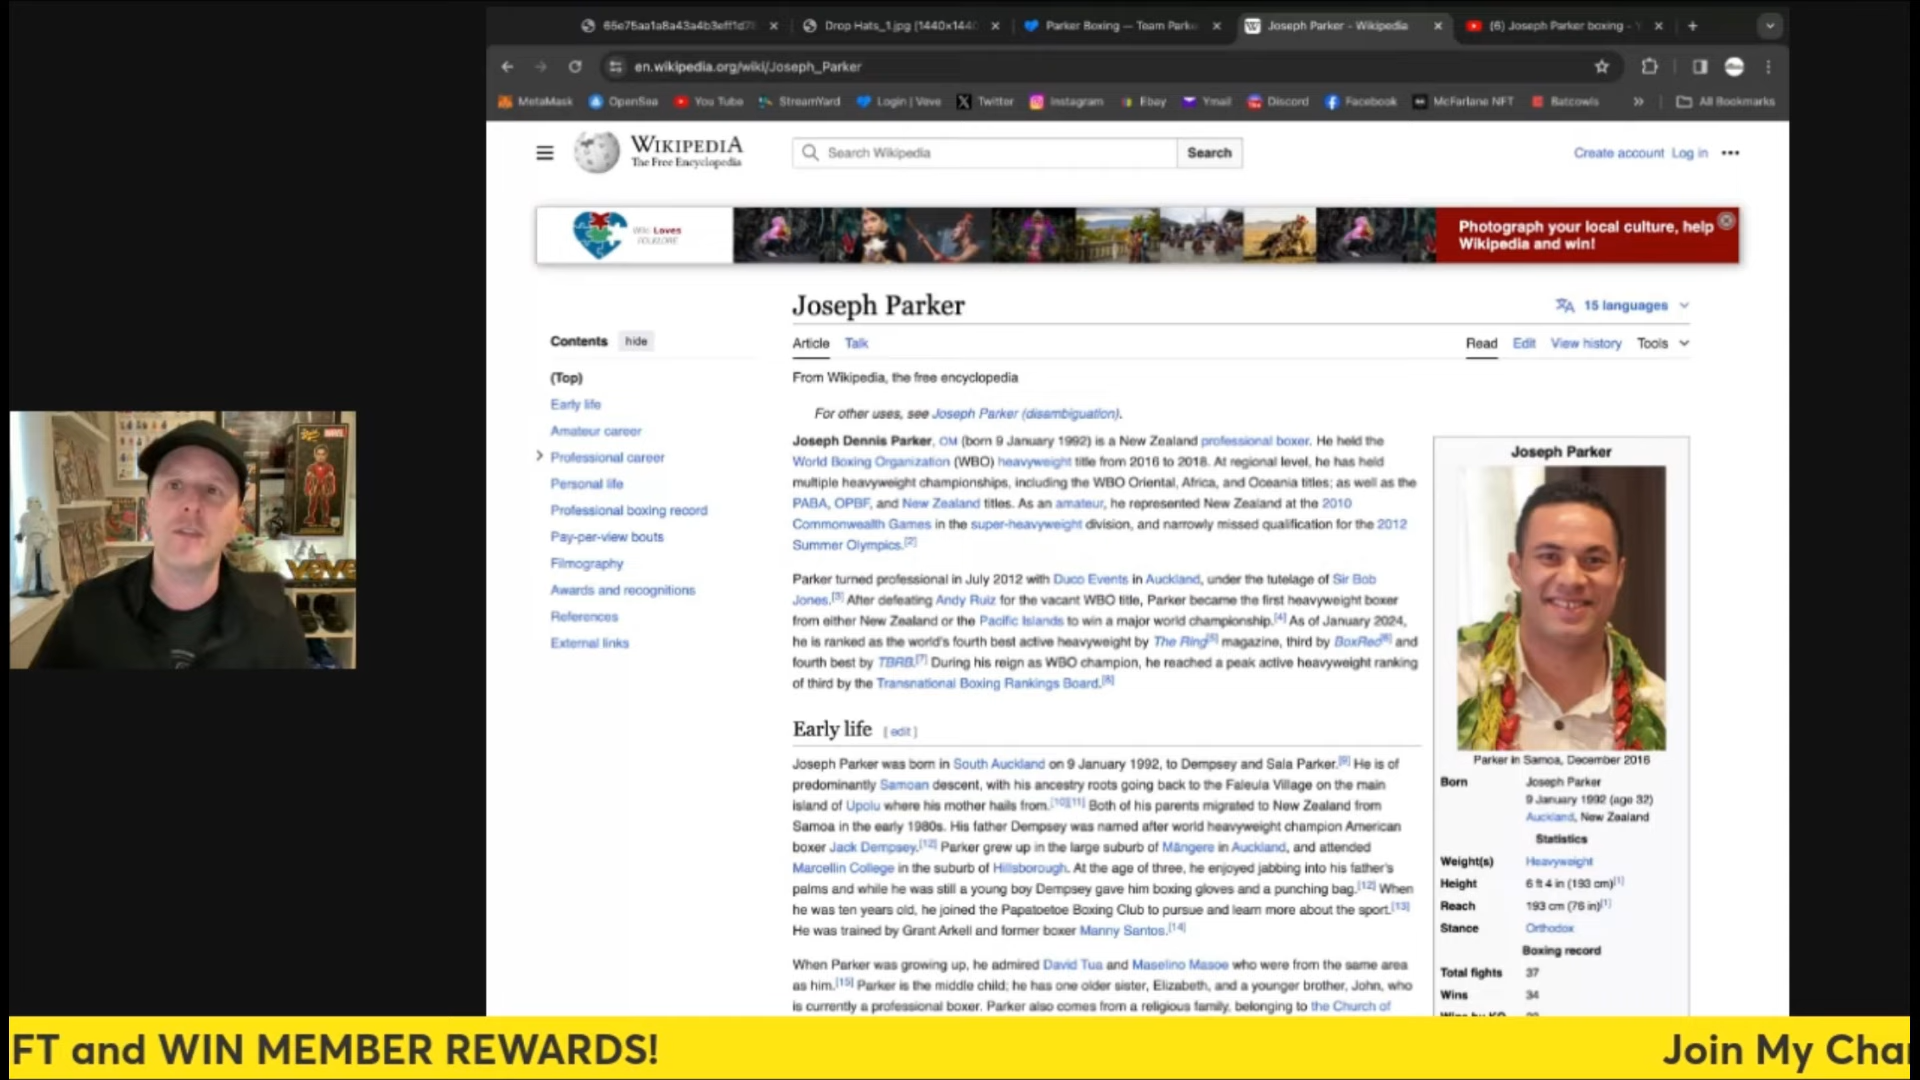 65e75aa1a8a43a4b3eff1d7
Drop Hats_1.jpg (1440×144
Parker Boxing — Team Park
Joseph Parker - Wikipedia
(6) Joseph Parker boxing - Y
en.wikipedia.org/wiki/Joseph_Parker
MetaMask OpenSea You Tube StreamYard Login | Veve Twitter Instagram Ebay Ymail Discord Facebook McFarlane NFT Batcowls » All Bookmarks
WIKIPEDIA
The Free Encyclopedia
Search Wikipedia
Search
Create account Log in
Wiki Loves
FOLKLORE
Photograph your local culture, help
Wikipedia and win!
Joseph Parker
15 languages
Article Talk
Read Edit View history Tools
Contents hide
(Top)
Early life
Amateur career
Professional career
Personal life
Professional boxing record
Pay-per-view bouts
Filmography
Awards and recognitions
References
External links
From Wikipedia, the free encyclopedia
For other uses, see Joseph Parker (disambiguation).
Joseph Dennis Parker, OM (born 9 January 1992) is a New Zealand professional boxer. He held the
World Boxing Organization (WBO) heavyweight title from 2016 to 2018. At regional level, he has held
multiple heavyweight championships, including the WBO Oriental, Africa, and Oceania titles; as well as the
PABA, OPBF, and New Zealand titles. As an amateur, he represented New Zealand at the 2010
Commonwealth Games in the super-heavyweight division, and narrowly missed qualification for the 2012
Summer Olympics.[2]
Parker turned professional in July 2012 with Duco Events in Auckland, under the tutelage of Sir Bob
Jones.[3] After defeating Andy Ruiz for the vacant WBO title, Parker became the first heavyweight boxer
from either New Zealand or the Pacific Islands to win a major world championship.[4] As of January 2024,
he is ranked as the world's fourth best active heavyweight by The Ring[5] magazine, third by BoxRec[6] and
fourth best by TBRB.[7] During his reign as WBO champion, he reached a peak active heavyweight ranking
of third by the Transnational Boxing Rankings Board.[8]
Early life [ edit ]
Joseph Parker was born in South Auckland on 9 January 1992, to Dempsey and Sala Parker.[9] He is of
predominantly Samoan descent, with his ancestry roots going back to the Faleula Village on the main
island of Upolu where his mother hails from.[10][11] Both of his parents migrated to New Zealand from
Samoa in the early 1980s. His father Dempsey was named after world heavyweight champion American
boxer Jack Dempsey.[12] Parker grew up in the large suburb of Māngere in Auckland, and attended
Marcellin College in the suburb of Hillsborough. At the age of three, he enjoyed jabbing into his father's
palms and while he was still a young boy Dempsey gave him boxing gloves and a punching bag.[12] When
he was ten years old, he joined the Papatoetoe Boxing Club to pursue and learn more about the sport.[13]
He was trained by Grant Arkell and former boxer Manny Santos.[14]
When Parker was growing up, he admired David Tua and Maselino Masoe who were from the same area
as him.[15] Parker is the middle child; he has one older sister, Elizabeth, and a younger brother, John, who
is currently a professional boxer. Parker also comes from a religious family, belonging to the Church of
Joseph Parker
Parker in Samoa, December 2016
Born Joseph Parker
9 January 1992 (age 32)
Auckland, New Zealand
Statistics
Weight(s) Heavyweight
Height 6 ft 4 in (193 cm)[1]
Reach 193 cm (76 in)[1]
Stance Orthodox
Boxing record
Total fights 37
Wins 34
MARVEL
VEVE
FT and WIN MEMBER REWARDS!
Join My Cha